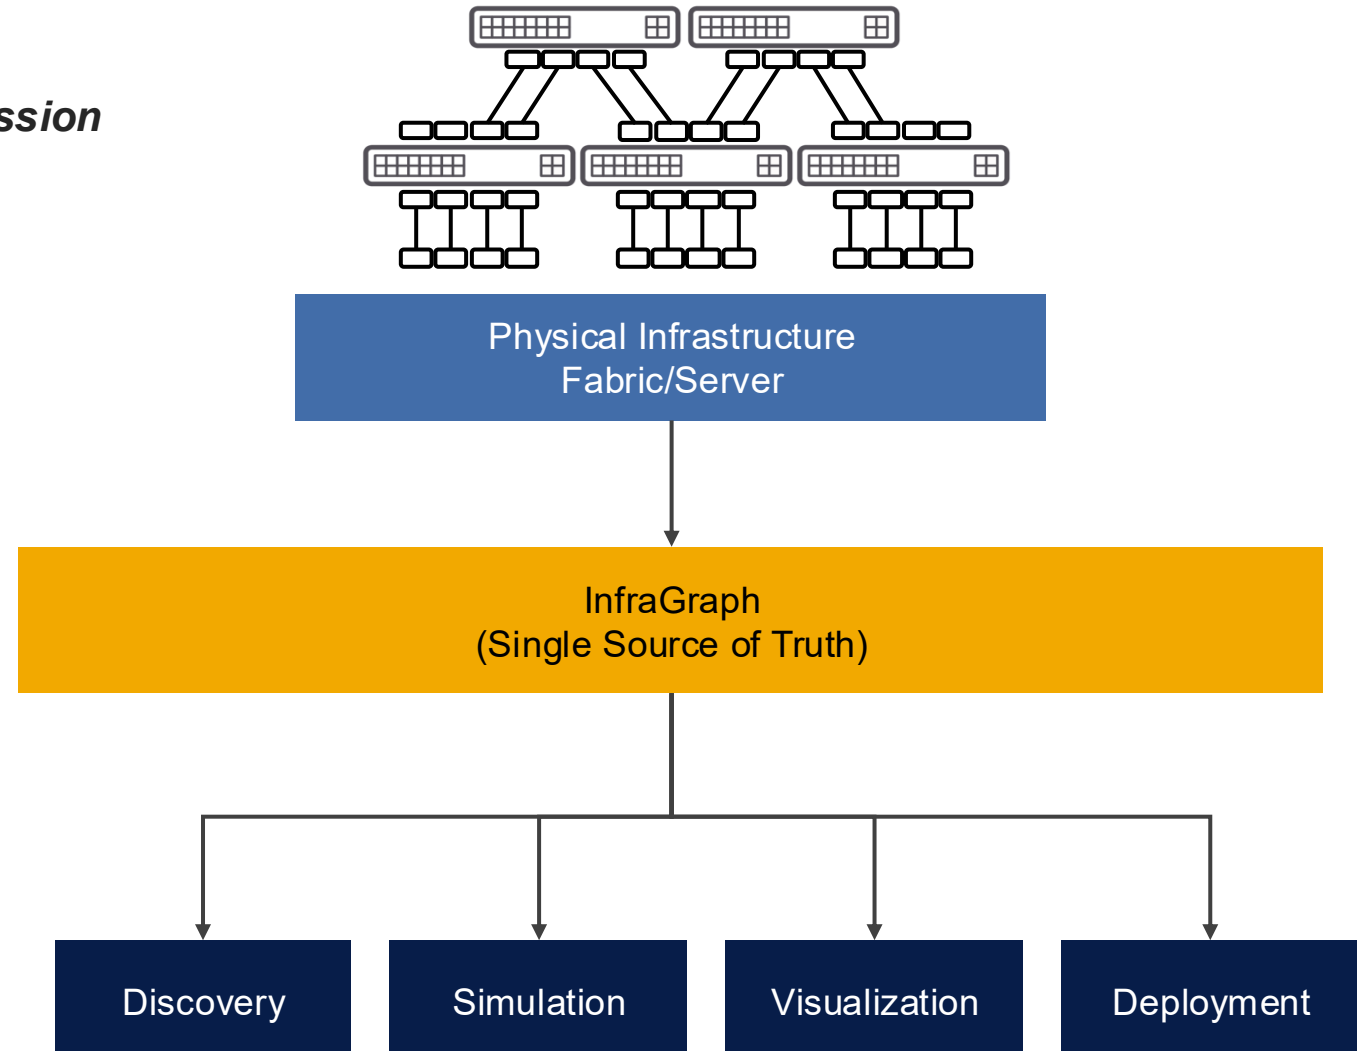 ssion
Physical Infrastructure
Fabric/Server
InfraGraph
(Single Source of Truth)
Discovery
Simulation
Visualization
Deployment